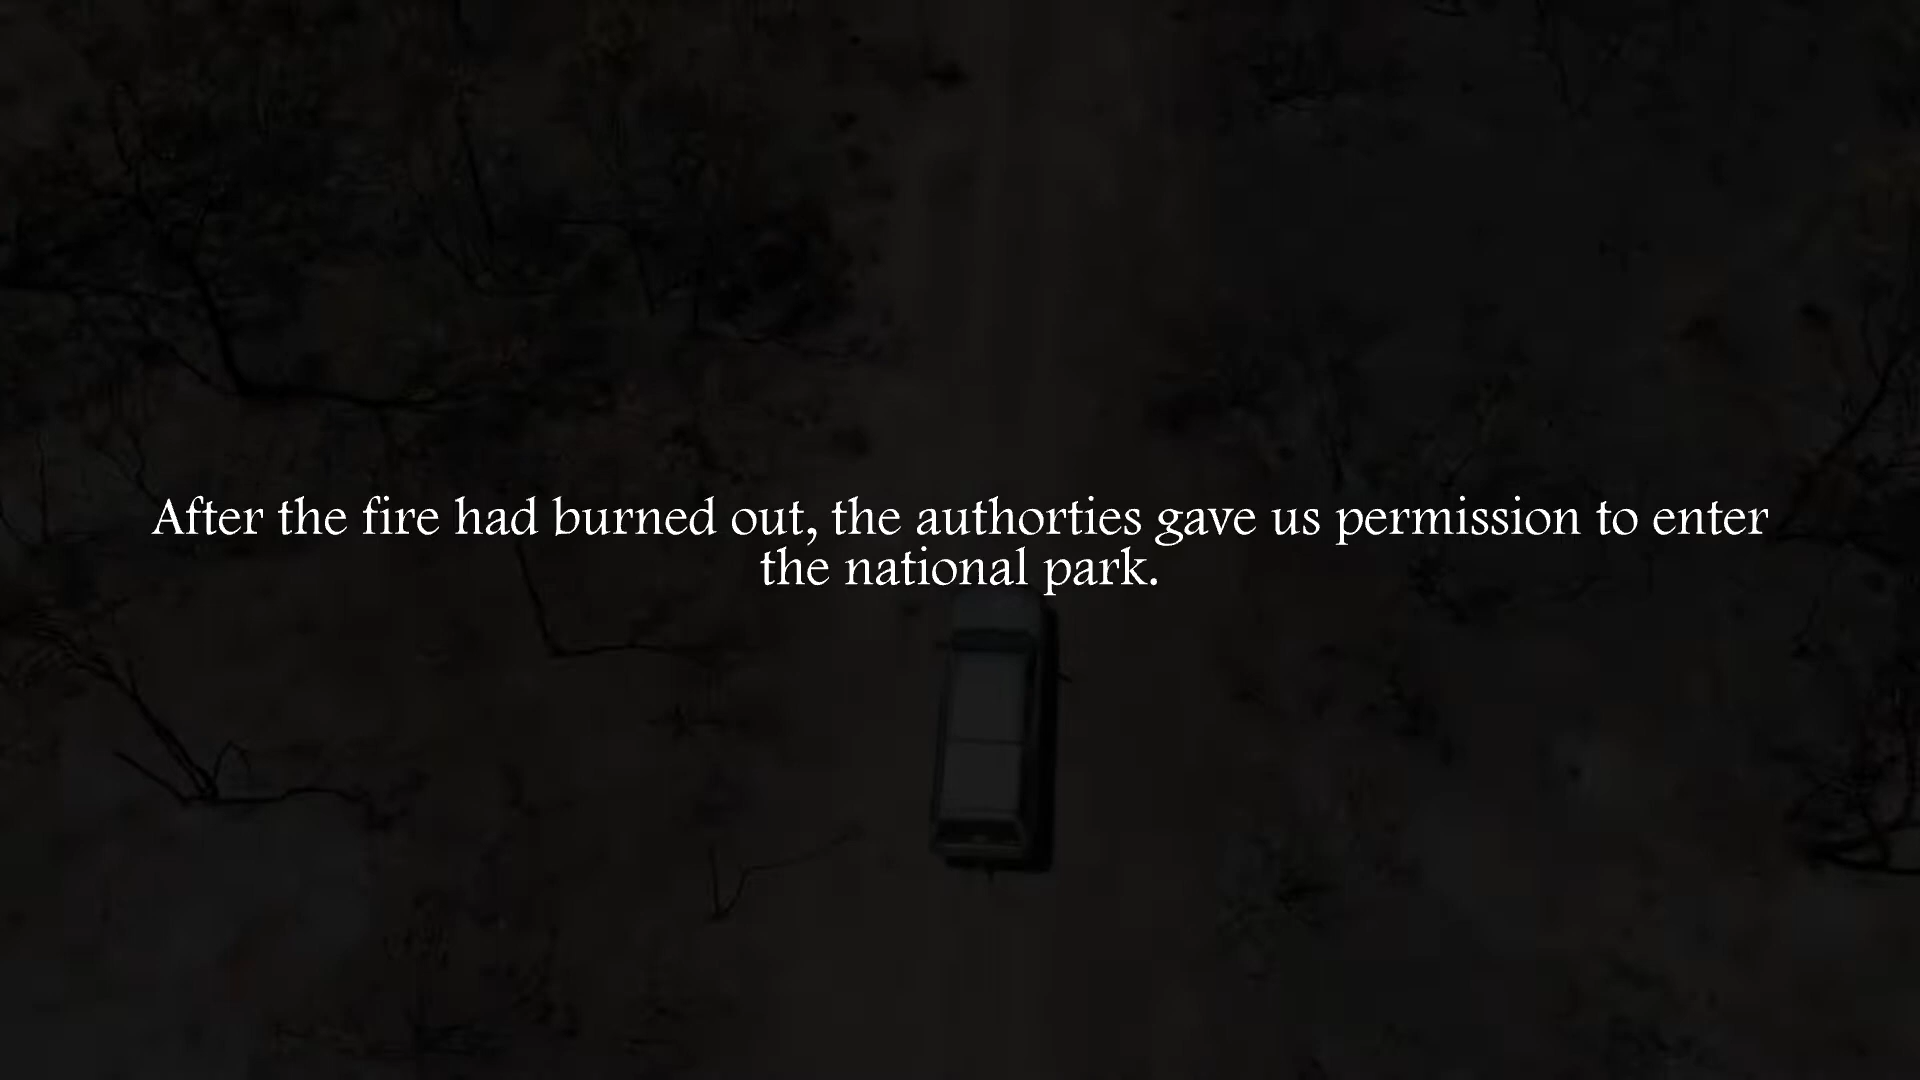 After the fire had burned out, the authorties gave us permission to enter
the national park.